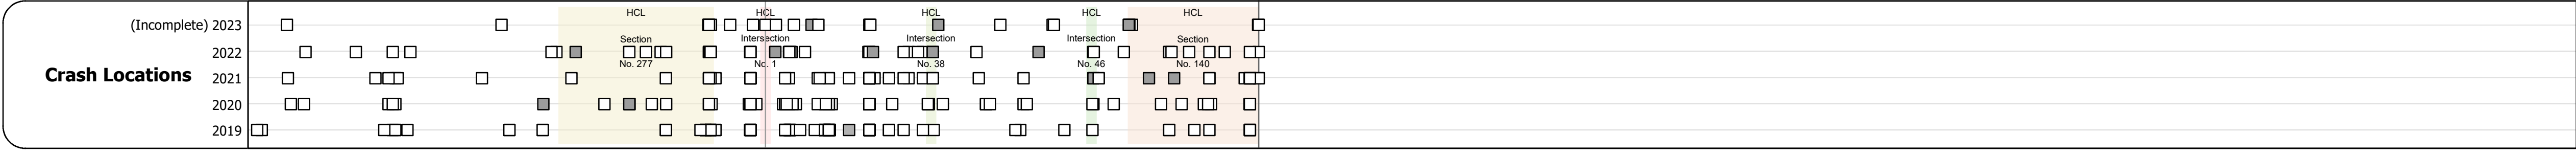 Crash Locations
(Incomplete) 2023
2022
2021
2020
2019
HCL
Section
No. 277
HCL
Intersection
No. 1
HCL
Intersection
No. 38
HCL
Intersection
No. 46
HCL
Section
No. 140